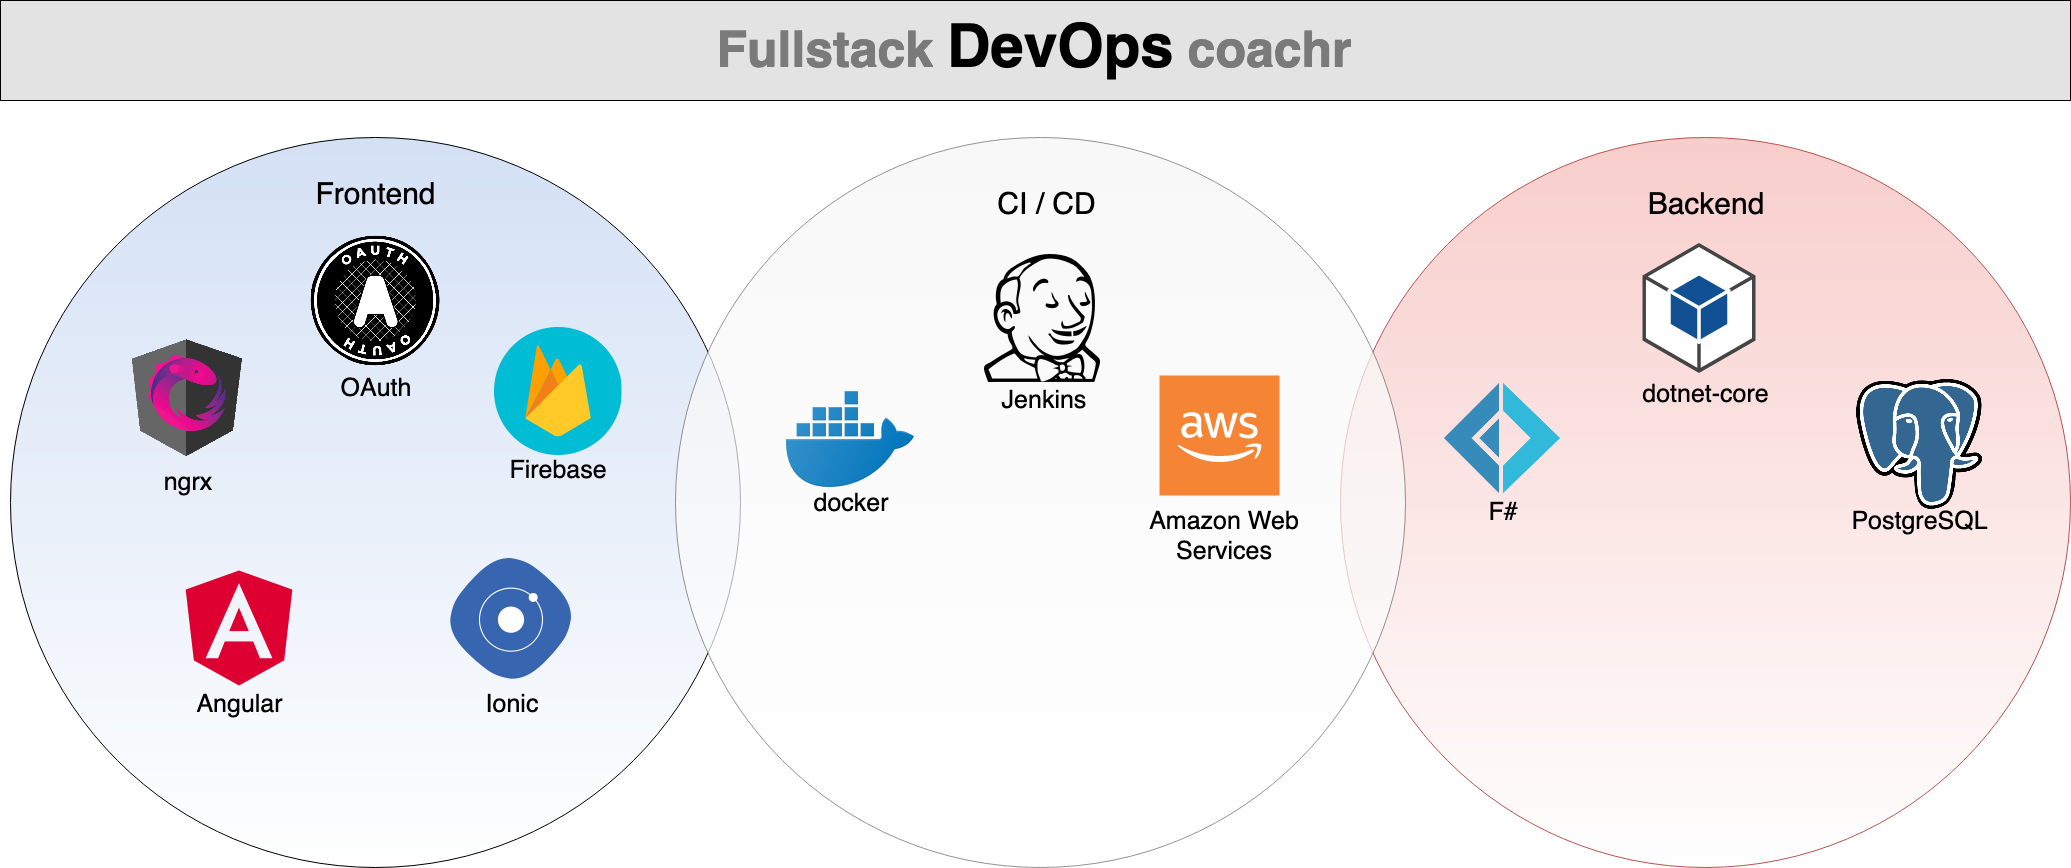 Fullstack DevOps coachr
Frontend
OAUTH
OAUTH
OAuth
ngrx
Firebase
Angular
Ionic
CI / CD
Jenkins
docker
aws
Amazon Web
Services
Backend
dotnet-core
F#
PostgreSQL